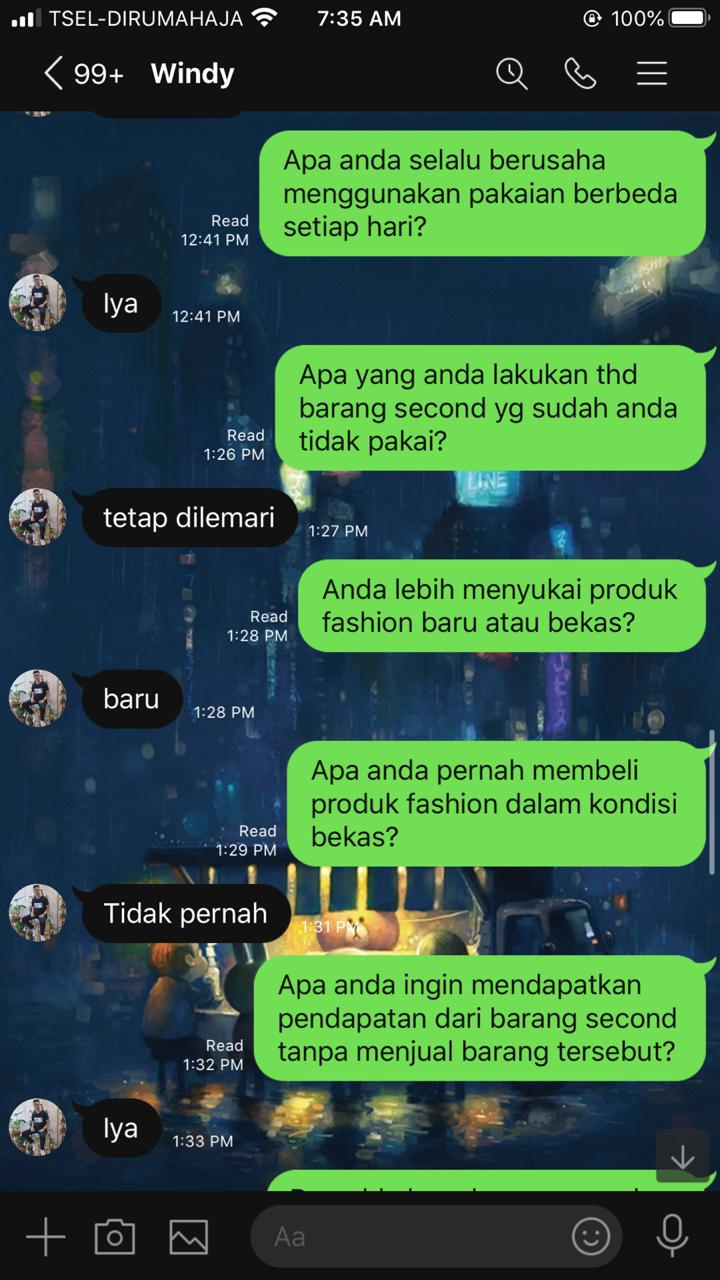 TSEL-DIRUMAHAJA 7:35 AM 100%
99+ Windy
Apa anda selalu berusaha
menggunakan pakaian berbeda
setiap hari?
Read
12:41 PM
Iya
12:41 PM
Apa yang anda lakukan thd
barang second yg sudah anda
tidak pakai?
Read
1:26 PM
LINE
tetap dilemari
1:27 PM
Anda lebih menyukai produk
fashion baru atau bekas?
Read
1:28 PM
baru
1:28 PM
Apa anda pernah membeli
produk fashion dalam kondisi
bekas?
Read
1:29 PM
Tidak pernah
1:31 PM
Apa anda ingin mendapatkan
pendapatan dari barang second
tanpa menjual barang tersebut?
Read
1:32 PM
Iya
1:33 PM
Aa